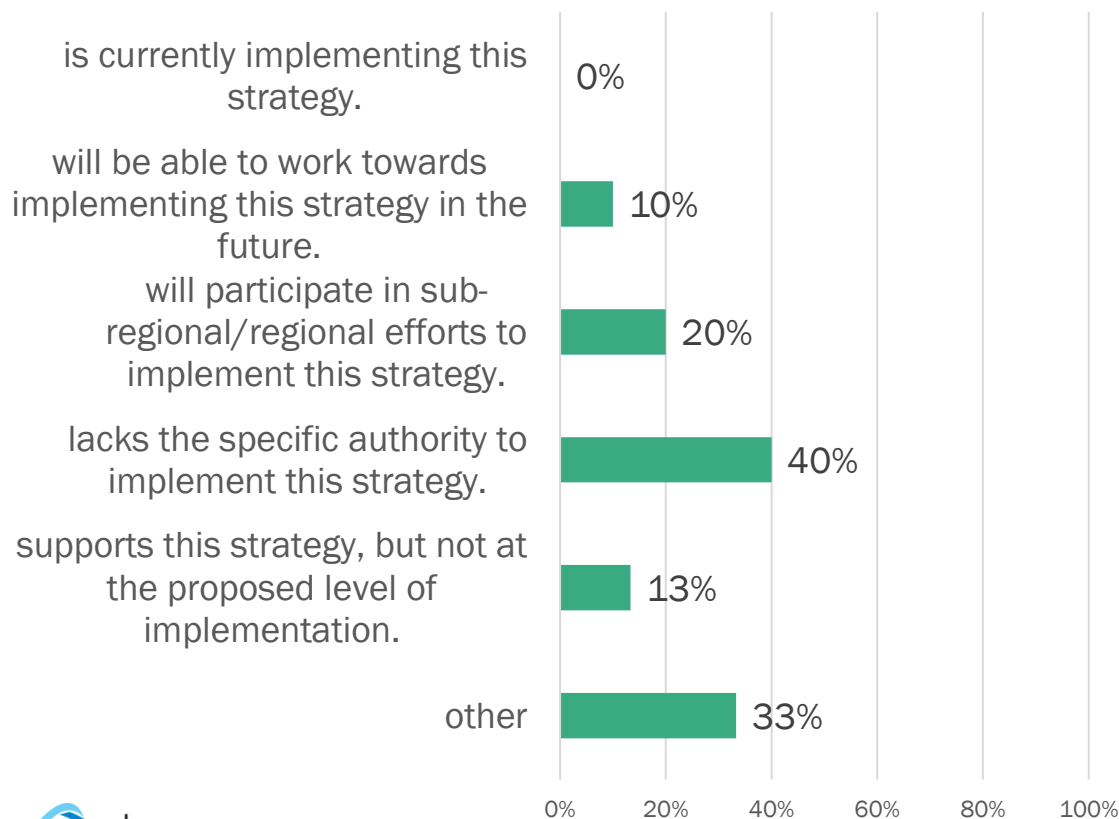 is currently implementing this
strategy.
0%
will be able to work towards
implementing this strategy in the
future.
10%
will participate in sub-
regional/regional efforts to
implement this strategy.
20%
lacks the specific authority to
implement this strategy.
40%
supports this strategy, but not at
the proposed level of
implementation.
13%
other
33%
0% 20% 40% 60% 80% 100%